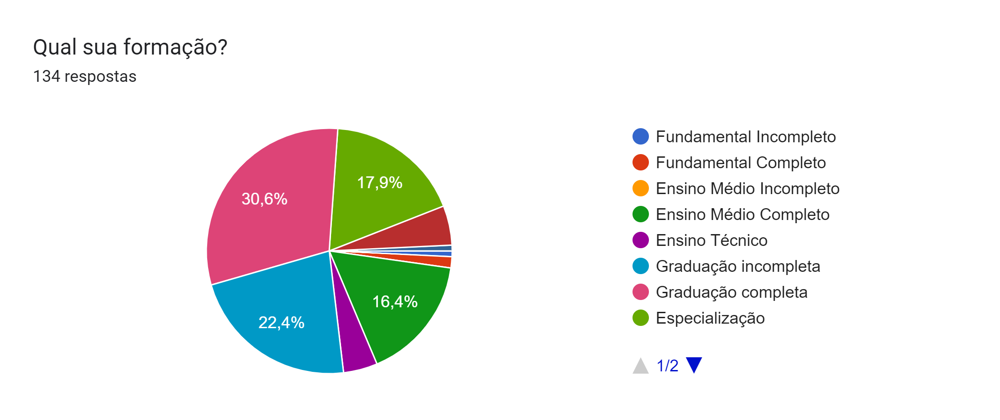 Qual sua formação?
134 respostas
17,9%
30,6%
16,4%
22,4%
Fundamental Incompleto
Fundamental Completo
Ensino Médio Incompleto
Ensino Médio Completo
Ensino Técnico
Graduação incompleta
Graduação completa
Especialização
1/2